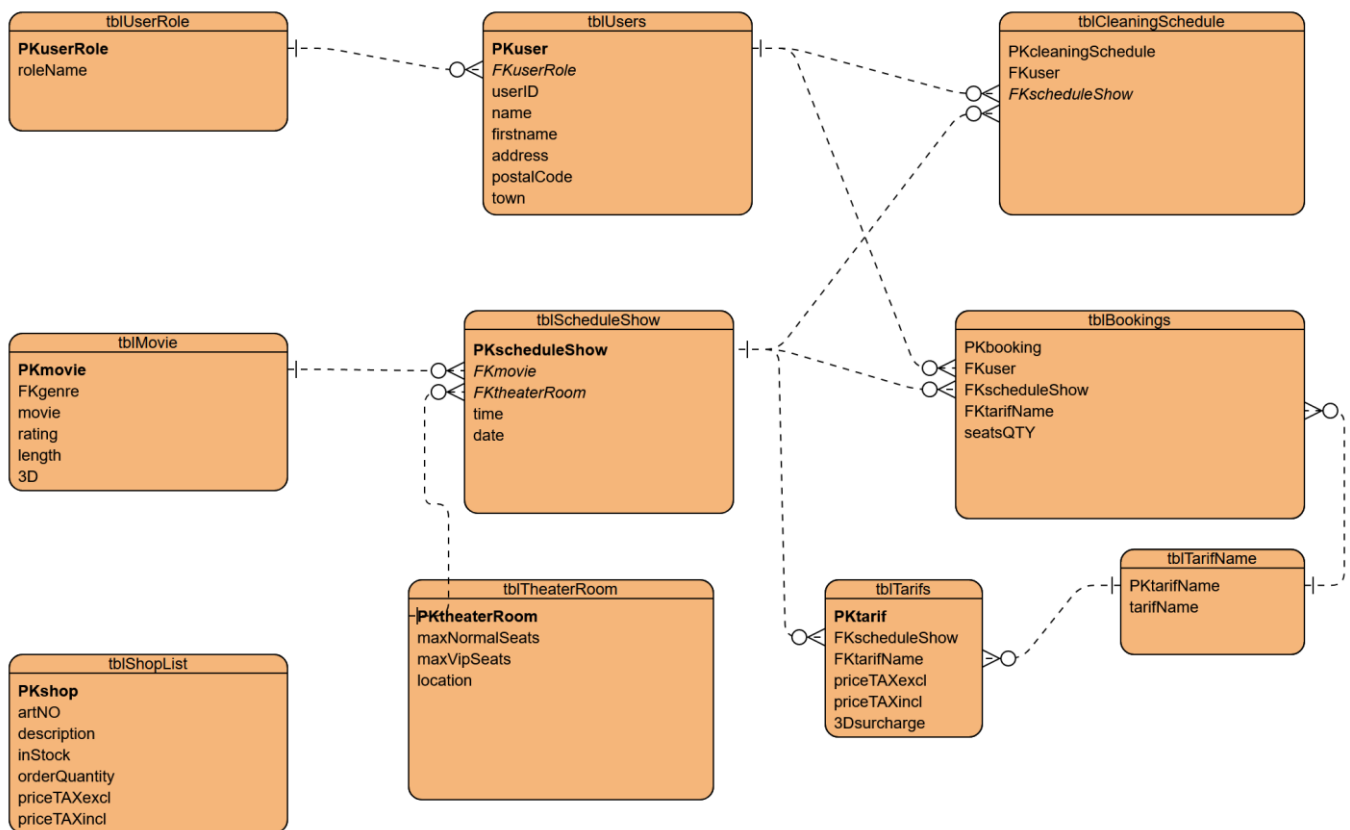 tblUserRole
PKuserRole
roleName
tblUsers
PKuser
FKuserRole
userID
name
firstname
address
postalCode
town
tblCleaningSchedule
PKcleaningSchedule
FKuser
FKscheduleShow
tblMovie
PKmovie
FKgenre
movie
rating
length
3D
tblScheduleShow
PKscheduleShow
FKmovie
FKtheaterRoom
time
date
tblBookings
PKbooking
FKuser
FKscheduleShow
FKtarifName
seatsQTY
tblShopList
PKshop
artNO
description
inStock
orderQuantity
priceTAXexcl
priceTAXincl
tblTheaterRoom
PKtheaterRoom
maxNormalSeats
maxVipSeats
location
tblTarifs
PKtarif
FKscheduleShow
FKtarifName
priceTAXexcl
priceTAXincl
3Dsurcharge
tblTarifName
PKtarifName
tarifName